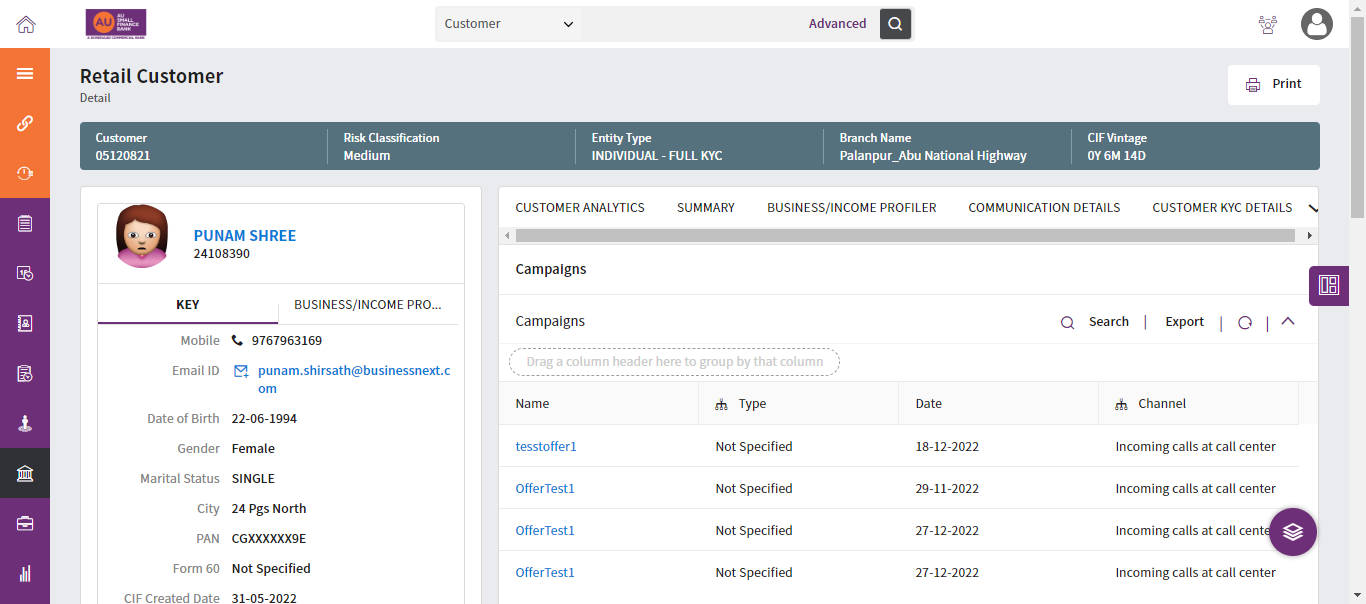 AU
AU
SMALL
FINANCE
BANK
A SCHEDULED COMMERCIAL BANK
Customer
Advanced
Retail Customer
Detail
Print
Customer
05120821
Risk Classification
Medium
Entity Type
INDIVIDUAL - FULL KYC
Branch Name
Palanpur_Abu National Highway
CIF Vintage
0Y 6M 14D
PUNAM SHREE
24108390
KEY
BUSINESS/INCOME PRO...
Mobile 9767963169
Email ID punam.shirsath@businessnext.c
om
Date of Birth 22-06-1994
Gender Female
Marital Status SINGLE
City 24 Pgs North
PAN CGXXXXXX9E
Form 60 Not Specified
CIF Created Date 31-05-2022
CUSTOMER ANALYTICS SUMMARY BUSINESS/INCOME PROFILER COMMUNICATION DETAILS CUSTOMER KYC DETAILS
Campaigns
Campaigns
Search | Export | |
Drag a column header here to group by that column
Name Type Date Channel
tesstoffer1 Not Specified 18-12-2022 Incoming calls at call center
OfferTest1 Not Specified 29-11-2022 Incoming calls at call center
OfferTest1 Not Specified 27-12-2022 Incoming calls at call cente
OfferTest1 Not Specified 27-12-2022 Incoming calls at call center